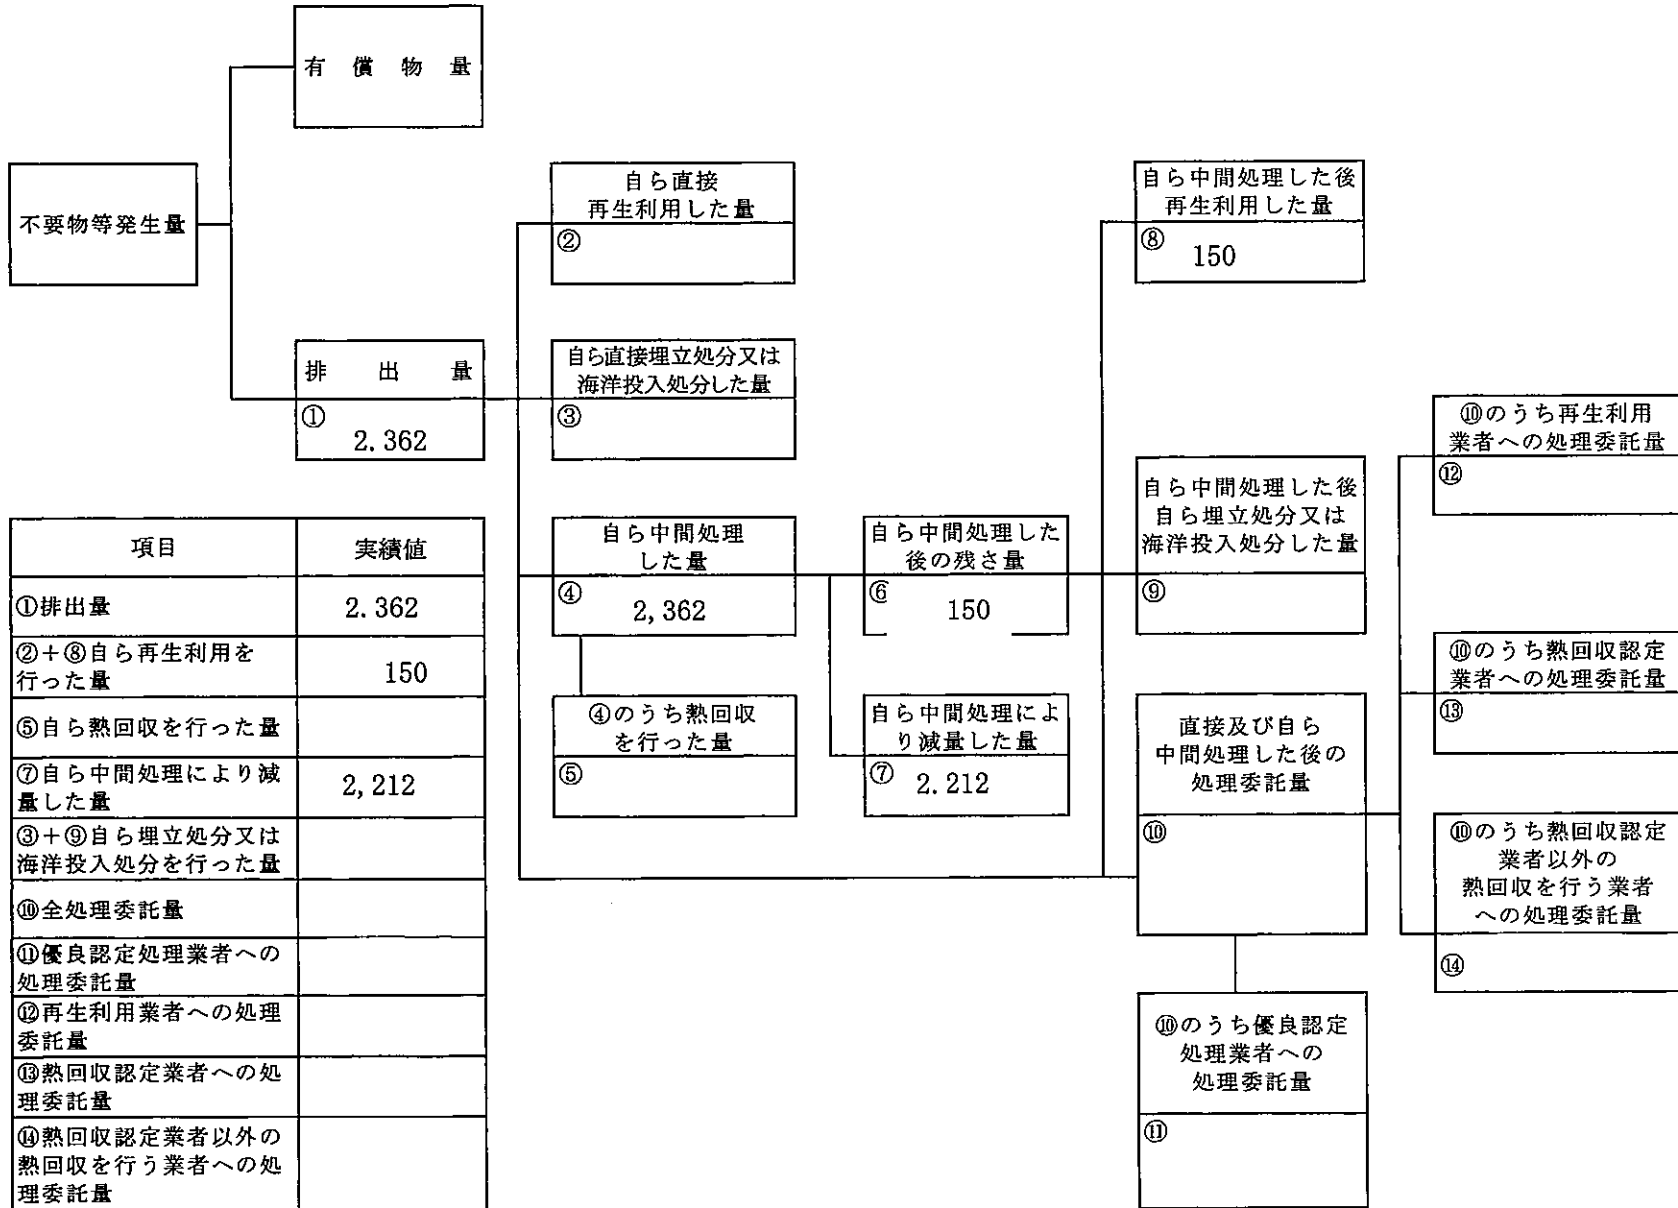 有償物量
不要物等発生量
排出量
①
2.362
自ら直接
再生利用した量
②
自ら直接埋立処分又は
海洋投入処分した量
③
自ら中間処理
した量
④
2,362
④のうち熱回収
を行った量
⑤
自ら中間処理した
後の残さ量
⑥
150
自ら中間処理によ
り減量した量
⑦
2.212
自ら中間処理した後
再生利用した量
⑧
150
自ら中間処理した後
自ら埋立処分又は
海洋投入処分した量
⑨
直接及び自ら
中間処理した後の
処理委託量
⑩
⑩のうち優良認定
処理業者への
処理委託量
⑪
⑩のうち再生利用
業者への処理委託量
⑫
⑩のうち熱回収認定
業者への処理委託量
⑬
⑩のうち熱回収認定
業者以外の
熱回収を行う業者
への処理委託量
⑭
項目 実績値
①排出量 2.362
②+⑧自ら再生利用を
行った量 150
⑤自ら熱回収を行った量
⑦自ら中間処理により減
量した量 2,212
③+⑨自ら埋立処分又は
海洋投入処分を行った量
⑩全処理委託量
⑪優良認定処理業者への
処理委託量
⑫再生利用業者への処理
委託量
⑬熱回収認定業者への処
理委託量
⑭熱回収認定業者以外の
熱回収を行う業者への処
理委託量